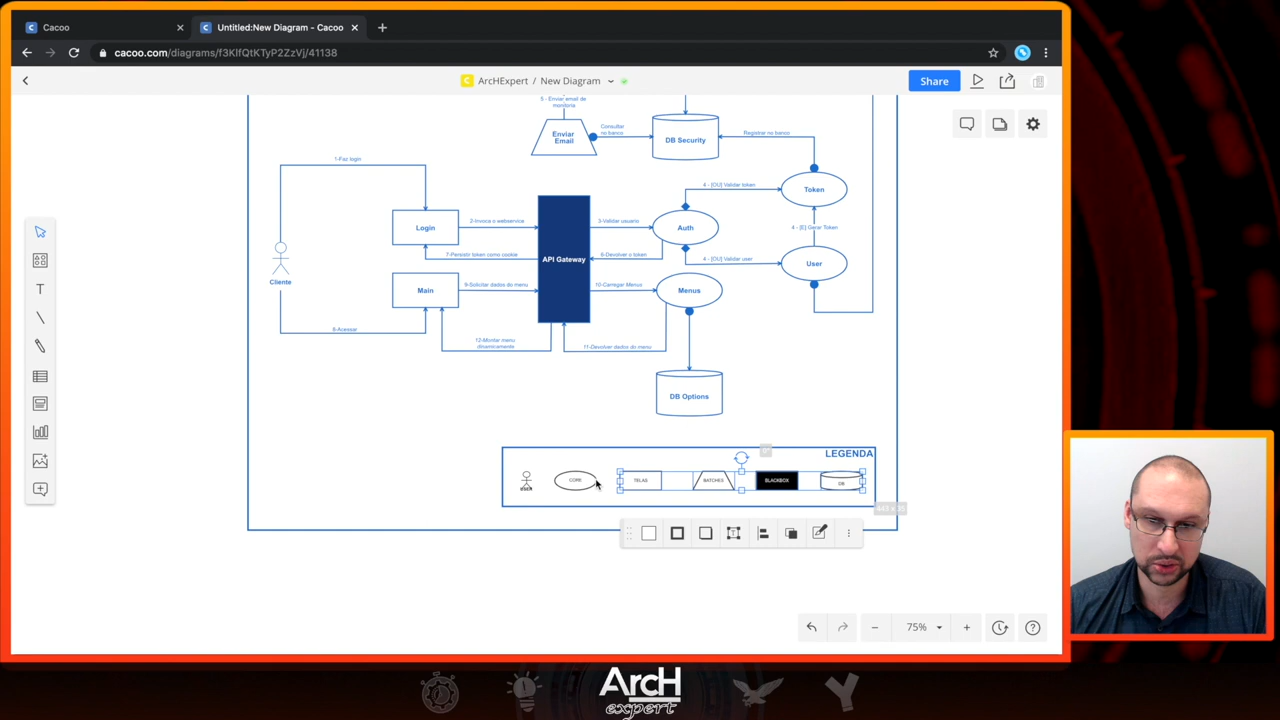 Cacoo
Untitled:New Diagram - Cacoo
cacoo.com/diagrams/f3KlfQtKTyP2ZzVj/41138
ArcHExpert / New Diagram
Share
5 - Enviar email de
monitoria
Enviar
Email
Consultar
no banco
DB Security
Registrar no banco
1-Faz login
4 - [OU] Validar token
Token
Login
2-Invoca o webservice
3-Validar usuario
Auth
4 - [E] Gerar Token
7-Persistir token como cookie
API Gateway
6-Devolver o token
4 - [OU] Validar user
User
Cliente
Main
9-Solicitar dados do menu
10-Carregar Menus
Menus
8-Acessar
12-Montar menu
dinamicamente
11-Devolver dados do menu
DB Options
LEGENDA
USER
CORE
TELAS
BATCHES
BLACKBOX
DB
75%
ArcH
expert